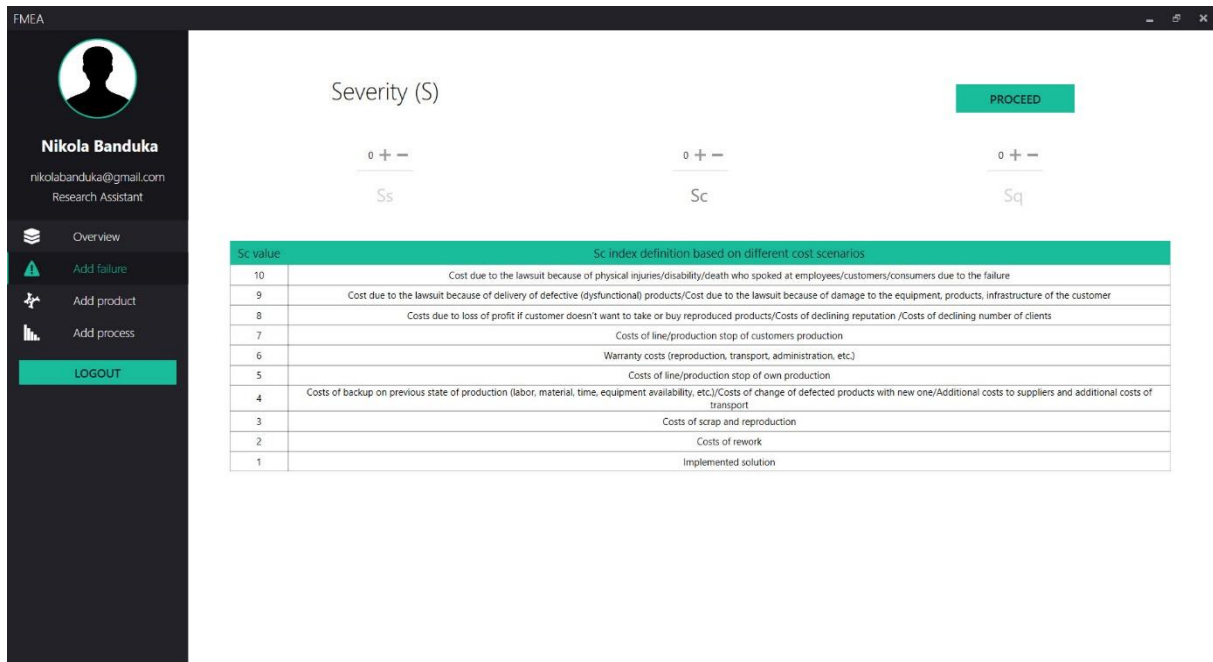 FMEA
Nikola Banduka
nikolabanduka@gmail.com
Research Assistant
Overview
Add failure
Add product
Add process
LOGOUT
Severity (S)
PROCEED
0 + −
0 + −
0 + −
Ss
Sc
Sq
Sc value Sc index definition based on different cost scenarios
10 Cost due to the lawsuit because of physical injuries/disability/death who spoked at employees/customers/consumers due to the failure
9 Cost due to the lawsuit because of delivery of defective (dysfunctional) products/Cost due to the lawsuit because of damage to the equipment, products, infrastructure of the customer
8 Costs due to loss of profit if customer doesn't want to take or buy reproduced products/Costs of declining reputation /Costs of declining number of clients
7 Costs of line/production stop of customers production
6 Warranty costs (reproduction, transport, administration, etc.)
5 Costs of line/production stop of own production
4 Costs of backup on previous state of production (labor, material, time, equipment availability, etc.)/Costs of change of defected products with new one/Additional costs to suppliers and additional costs of
transport
3 Costs of scrap and reproduction
2 Costs of rework
1 Implemented solution